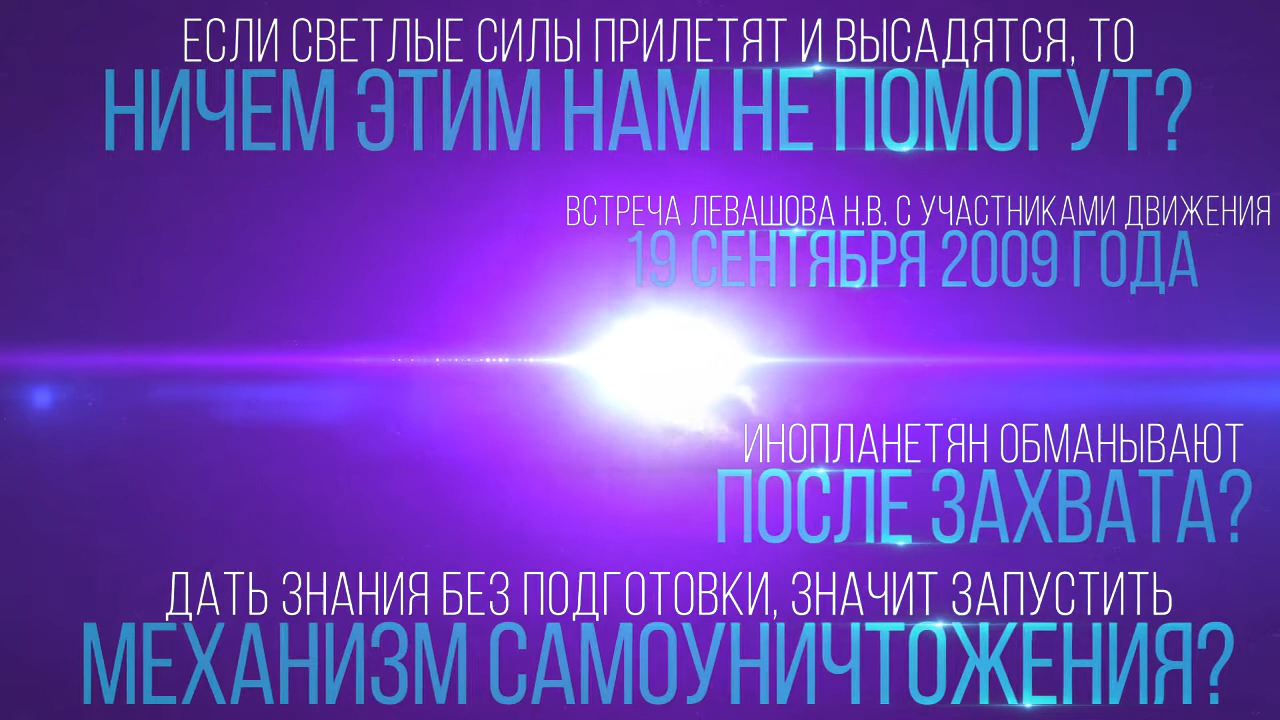 ЕСЛИ СВЕТЛЫЕ СИЛЫ ПРИЛЕТЯТ И ВЫСАДЯТСЯ, ТО
НИЧЕМ ЭТИМ НАМ НЕ ПОМОГУТ?
ВСТРЕЧА ЛЕВАШОВА Н.В. С УЧАСТНИКАМИ ДВИЖЕНИЯ
19 СЕНТЯБРЯ 2009 ГОДА
ИНОПЛАНЕТЯН ОБМАНЫВАЮТ
ПОСЛЕ ЗАХВАТА?
ДАТЬ ЗНАНИЯ БЕЗ ПОДГОТОВКИ, ЗНАЧИТ ЗАПУСТИТЬ
МЕХАНИЗМ САМОУНИЧТОЖЕНИЯ?